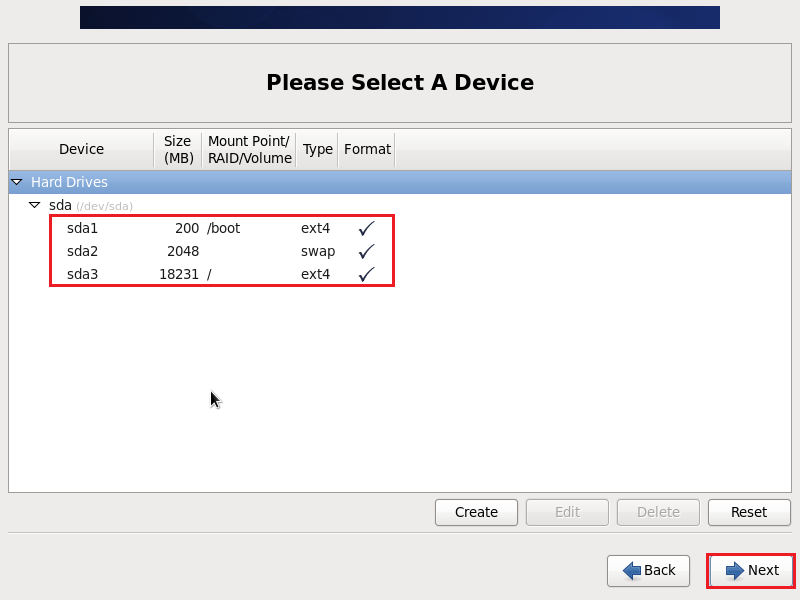 Please Select A Device
Device Size (MB) Mount Point/ RAID/Volume Type Format
Hard Drives
sda (/dev/sda)
sda1 200 /boot ext4
sda2 2048 swap
sda3 18231 / ext4
Create Edit Delete Reset
Back Next